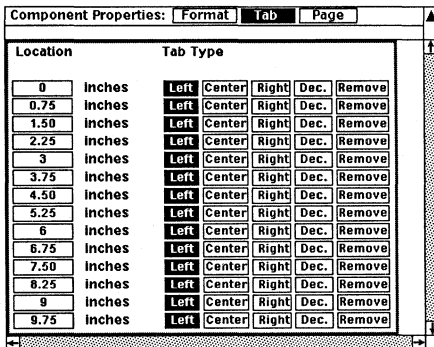 Component Properties: Format Tab Page
Location Tab Type
0 inches Left Center Right Dec. Remove
0.75 inches Left Center Right Dec. Remove
1.50 inches Left Center Right Dec. Remove
2.25 inches Left Center Right Dec. Remove
3 inches Left Center Right Dec. Remove
3.75 inches Left Center Right Dec. Remove
4.50 inches Left Center Right Dec. Remove
5.25 inches Left Center Right Dec. Remove
6 inches Left Center Right Dec. Remove
6.75 inches Left Center Right Dec. Remove
7.50 inches Left Center Right Dec. Remove
8.25 inches Left Center Right Dec. Remove
9 inches Left Center Right Dec. Remove
9.75 inches Left Center Right Dec. Remove